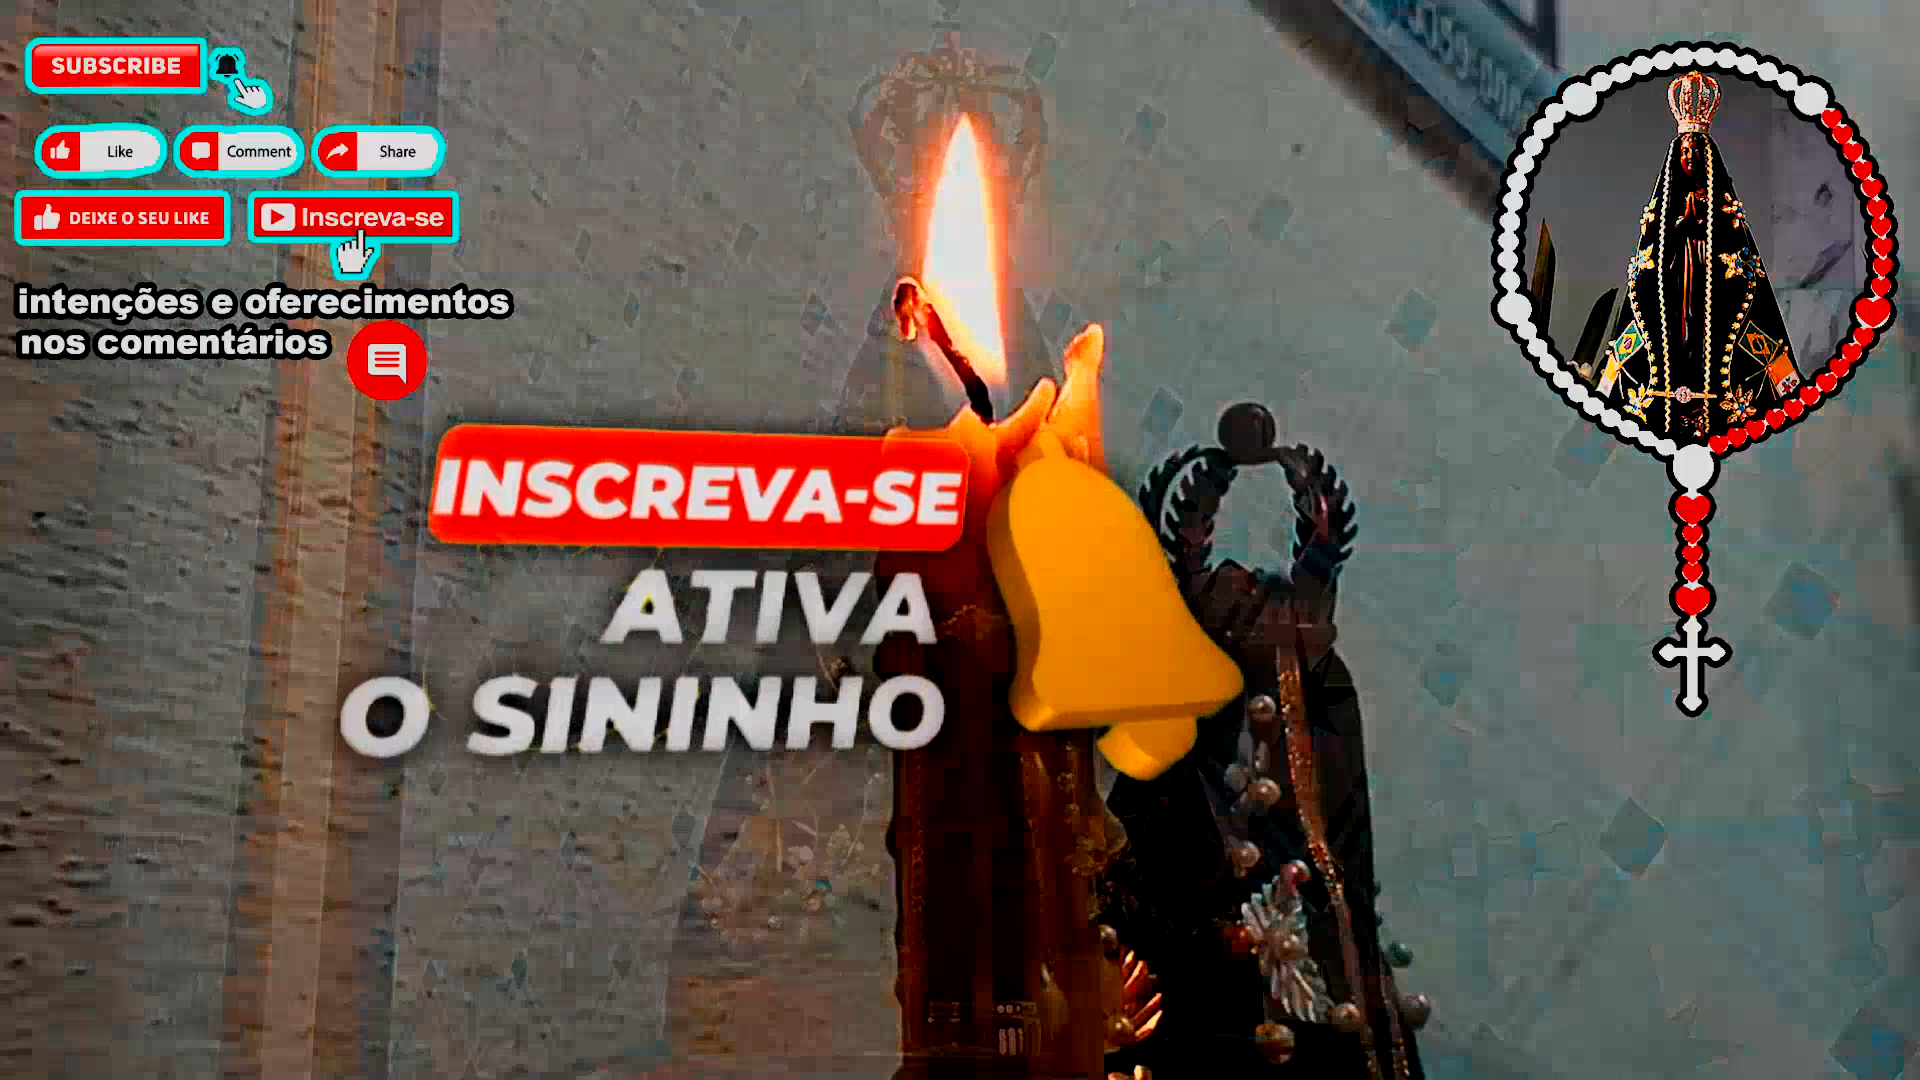 SUBSCRIBE
Like
Comment
Share
DEIXE O SEU LIKE
Inscreva-se
intenções e oferecimentos
nos comentários
INSCREVA-SE
ATIVA
O SININHO